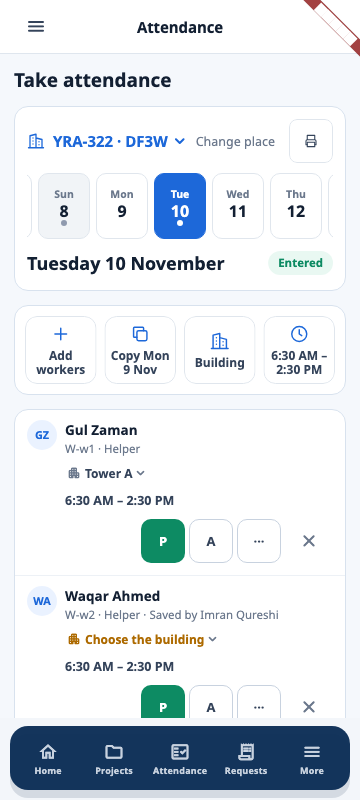 Attendance
Take attendance
YRA-322 · DF3W
Change place
Sun
8
Mon
9
Tue
10
Wed
11
Thu
12
Tuesday 10 November
Entered
Add workers
Copy Mon 9 Nov
Building
6:30 AM – 2:30 PM
GZ
Gul Zaman
W-w1 · Helper
Tower A
6:30 AM – 2:30 PM
P
A
···
WA
Waqar Ahmed
W-w2 · Helper · Saved by Imran Qureshi
Choose the building
6:30 AM – 2:30 PM
P
A
···
Home
Projects
Attendance
Requests
More